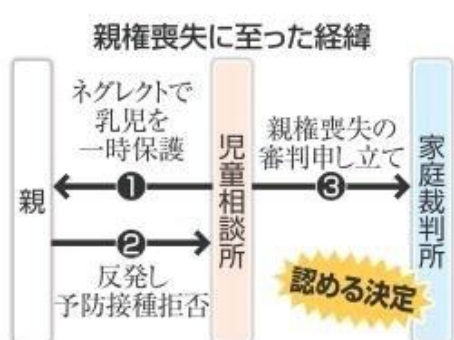 親権喪失に至った経緯
親
ネグレクトで
乳児を
一時保護
❶
❷
反発し
予防接種拒否
児童相談所
親権喪失の
審判申し立て
❸
認める決定
家庭裁判所